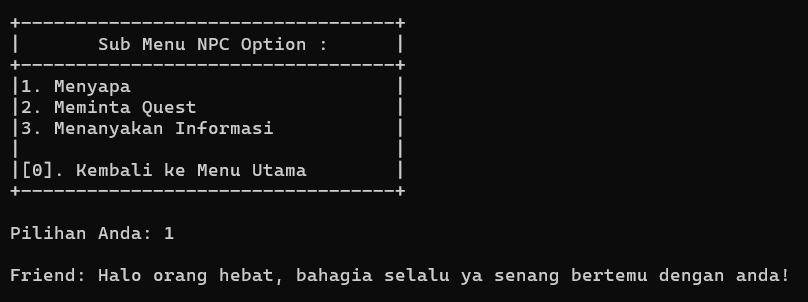 +----------------------------------+
|       Sub Menu NPC Option :      |
+----------------------------------+
|1. Menyapa                        |
|2. Meminta Quest                  |
|3. Menanyakan Informasi           |
|                                  |
|[0]. Kembali ke Menu Utama        |
+----------------------------------+
Pilihan Anda: 1
Friend: Halo orang hebat, bahagia selalu ya senang bertemu dengan anda!